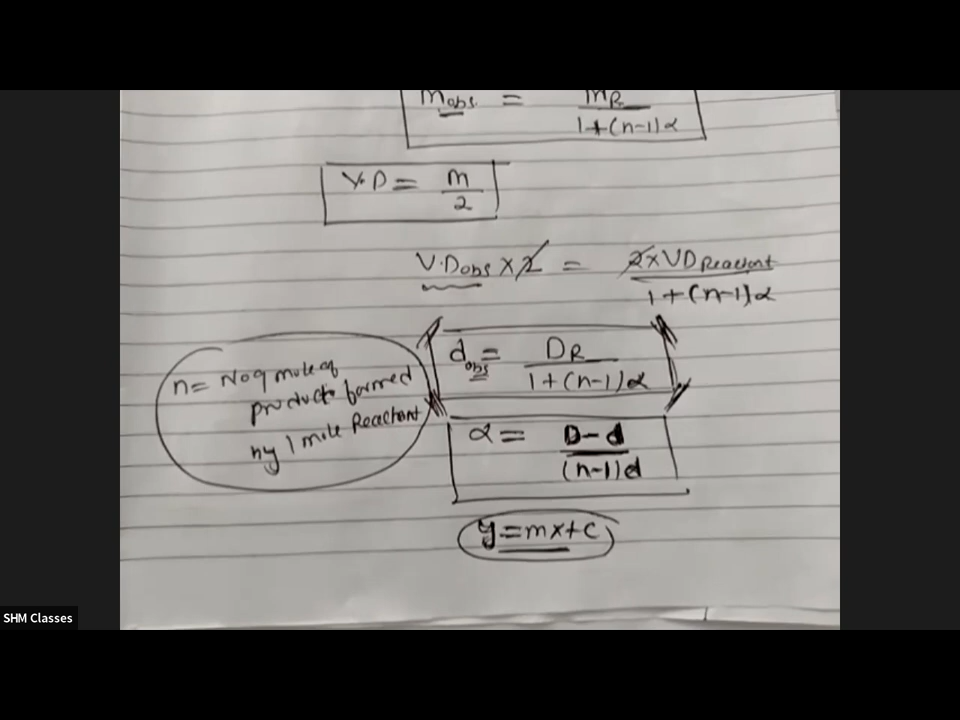 Mobs. = MR / 1+(n-1)α
V.D = M / 2
V.Dobs × 2 = 2×VD Reactant / 1+(n-1)α
dobs = DR / 1+(n-1)α
n= No of mole of
products formed
by 1 mole Reactant
α = D-d / (n-1)d
y=mx+c
SHM Classes